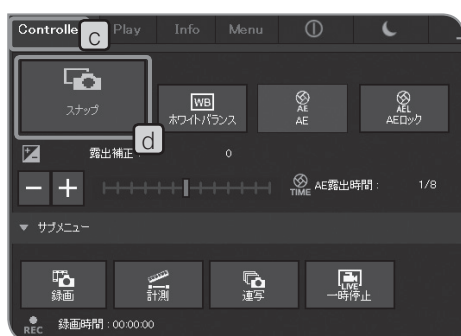 Controlle c Play Info Menu
スナップ
d
WB
ホワイトバランス
AE
AE
AEL
AEロック
露出補正 : 0
TIME AE露出時間 : 1/8
▼ サブメニュー
録画
計測
連写
LIVE
一時停止
REC 録画時間 : 00:00:00